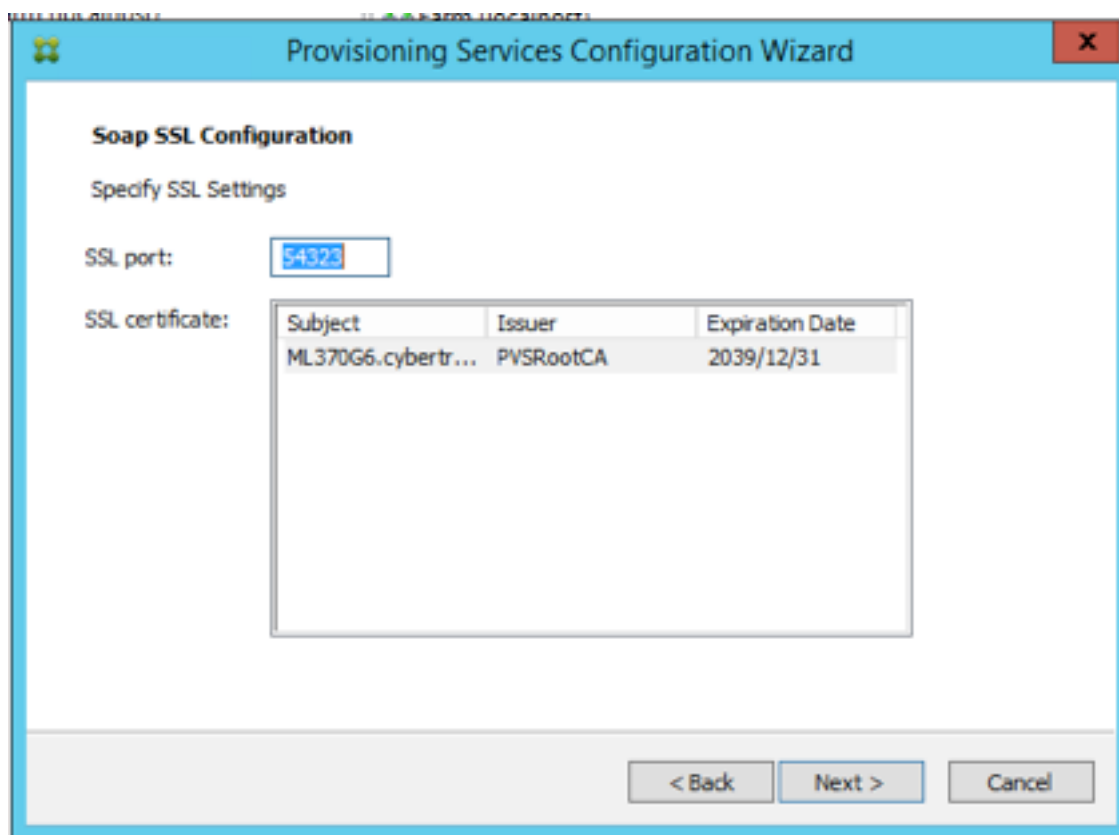 Provisioning Services Configuration Wizard
x
Soap SSL Configuration
Specify SSL Settings
SSL port: 54323
SSL certificate: Subject Issuer Expiration Date
ML370G6.cybertr... PVSRootCA 2039/12/31
< Back Next > Cancel